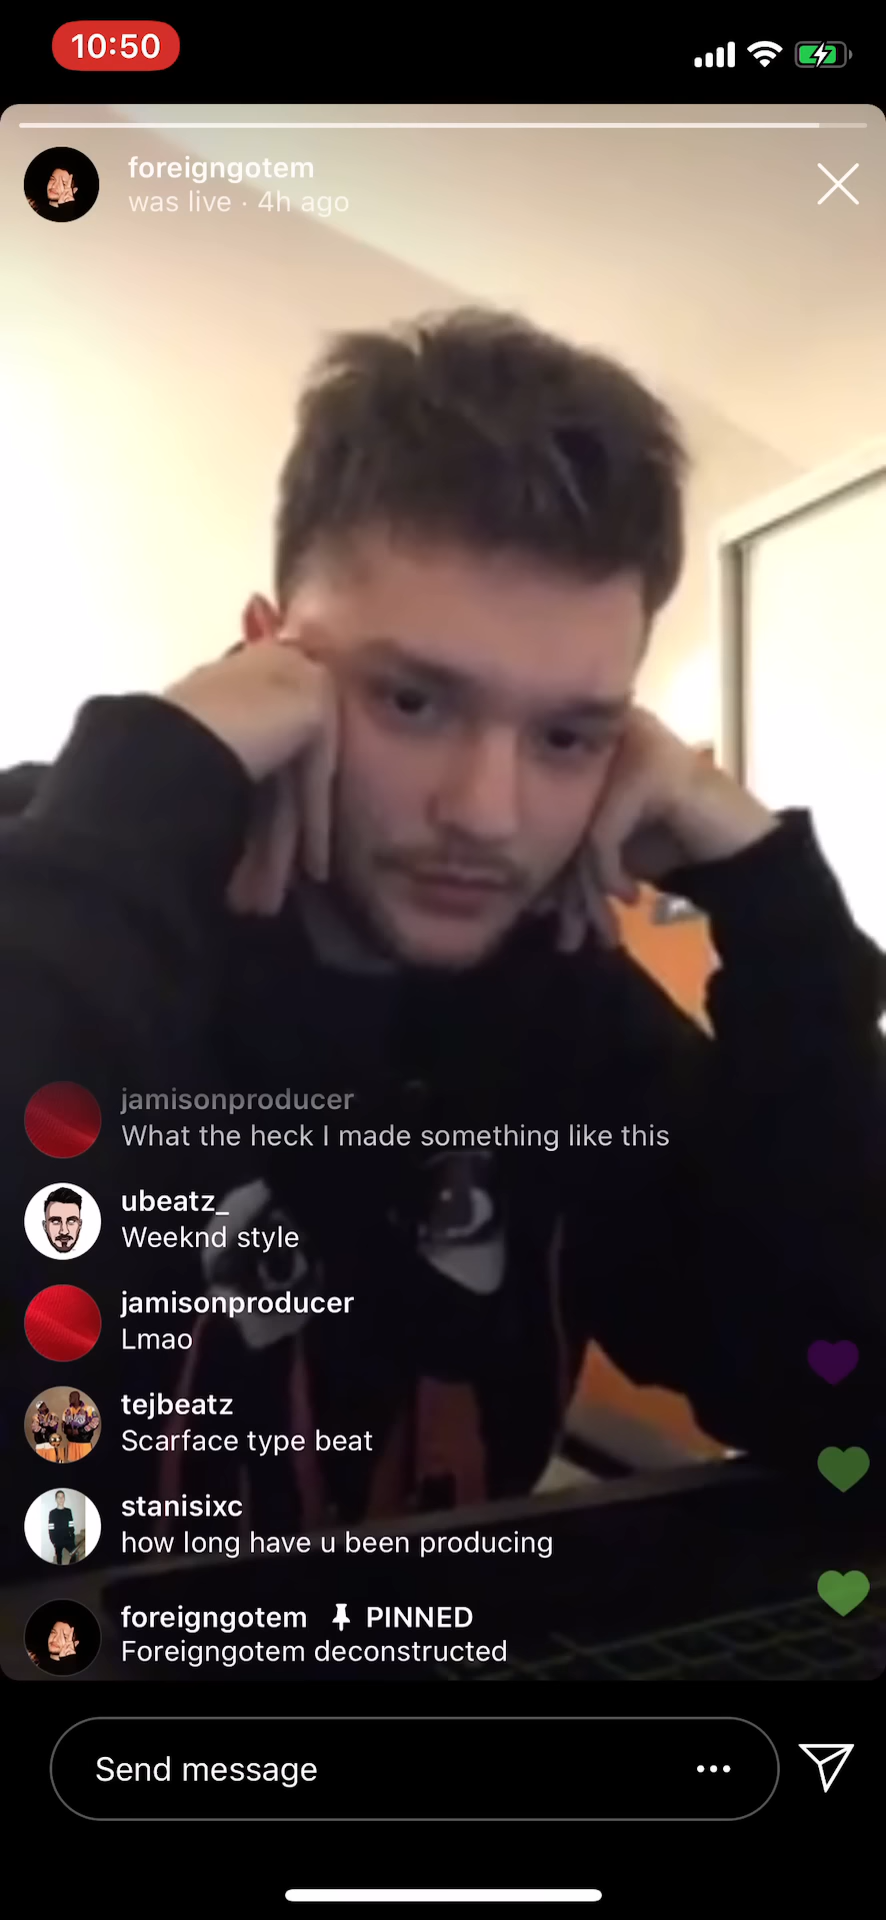 10:50
foreigngotem
was live · 4h ago
jamisonproducer
What the heck I made something like this
ubeatz_
Weeknd style
jamisonproducer
Lmao
tejbeatz
Scarface type beat
stanisixc
how long have u been producing
foreigngotem PINNED
Foreigngotem deconstructed
Send message